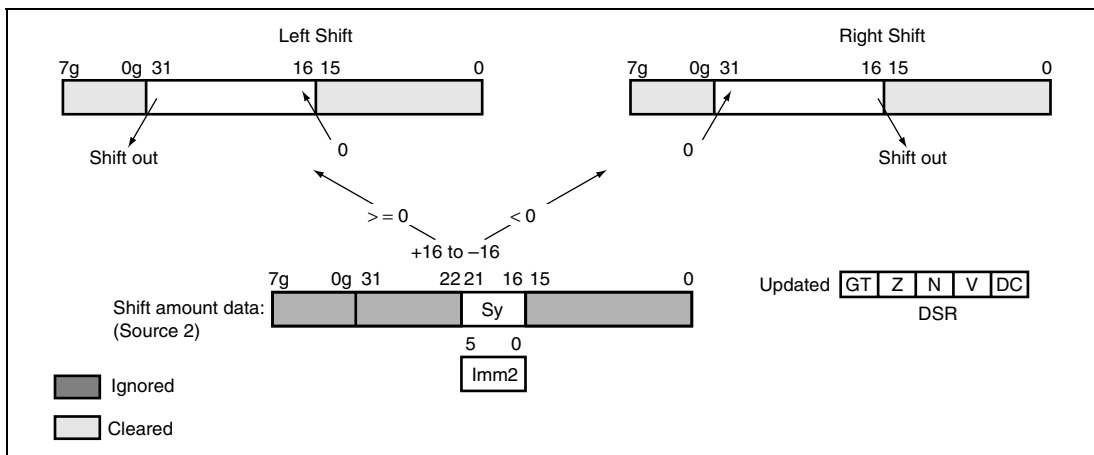 Left Shift
Right Shift
7g 0g 31 16 15 0
7g 0g 31 16 15 0
Shift out
0
0
Shift out
> = 0
< 0
+16 to –16
7g 0g 31 22 21 16 15 0
Shift amount data:
(Source 2)
Sy
Updated GT Z N V DC
DSR
5 0
Imm2
Ignored
Cleared